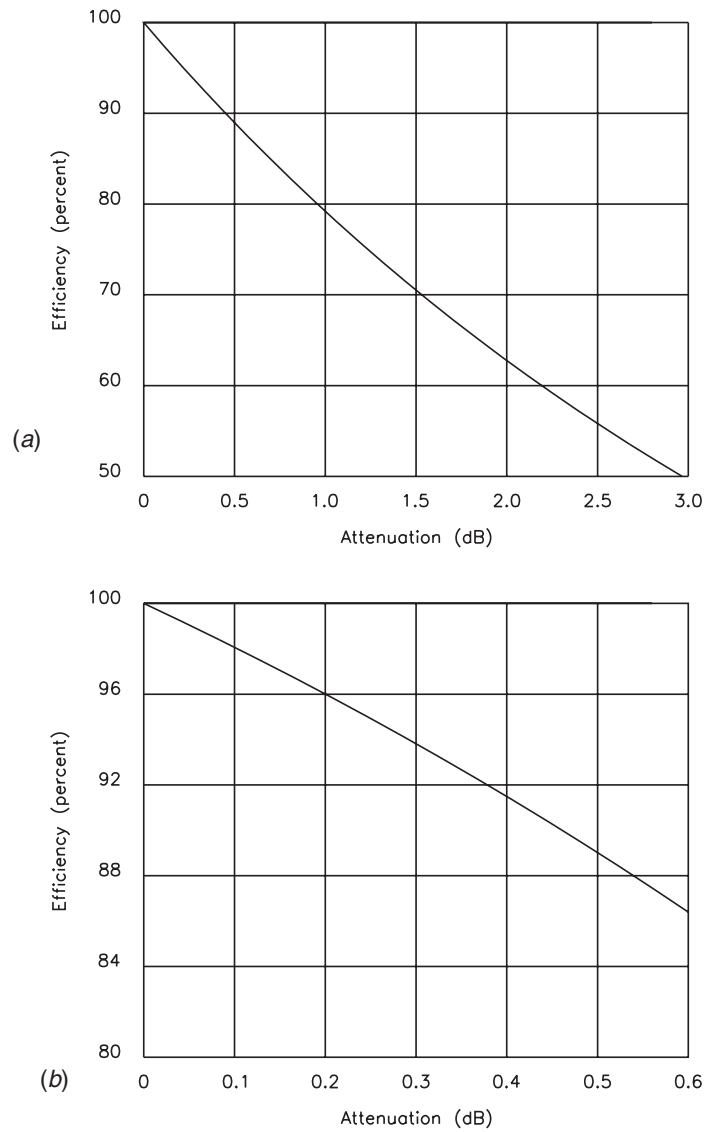 100
90
80
70
60
50
Efficiency (percent)
(a)
0 0.5 1.0 1.5 2.0 2.5 3.0
Attenuation (dB)
100
96
92
88
84
80
Efficiency (percent)
(b)
0 0.1 0.2 0.3 0.4 0.5 0.6
Attenuation (dB)